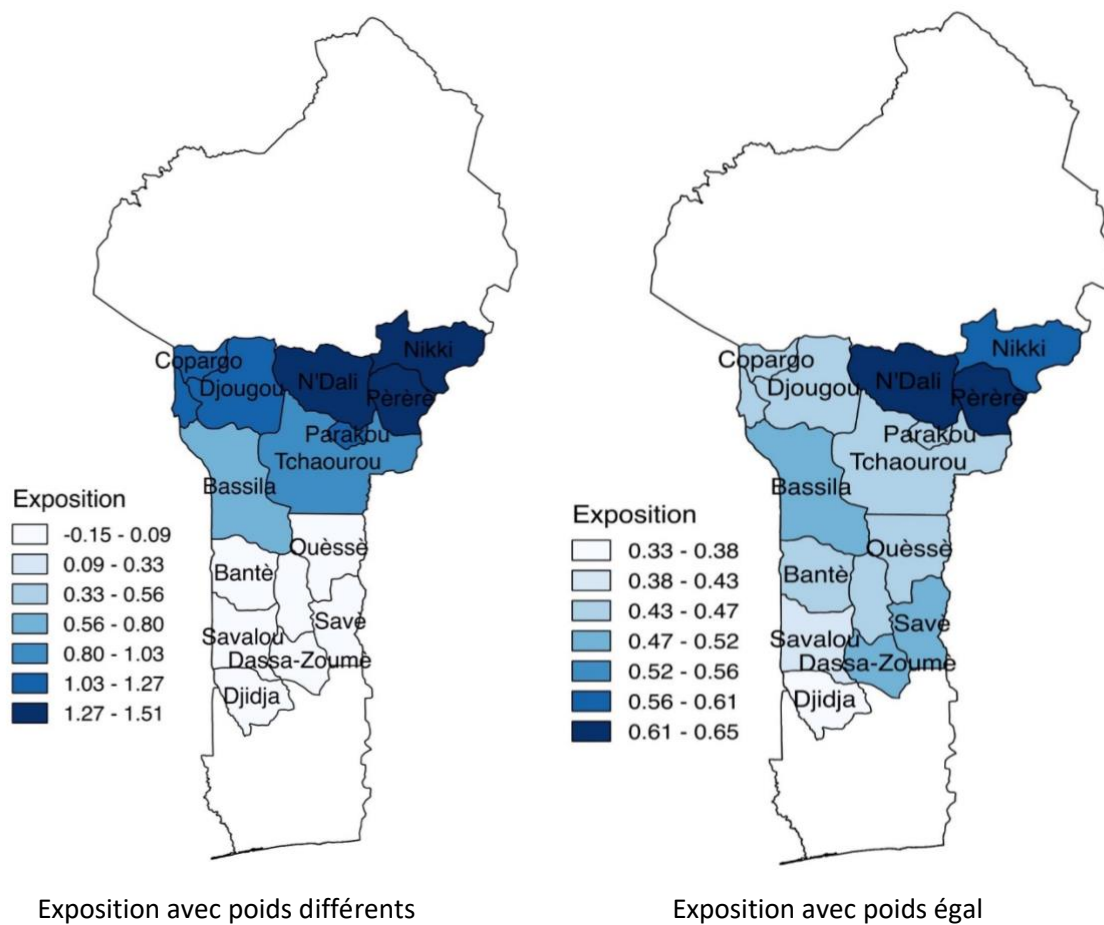 Copargo
Djougou
N'Dali
Nikki
Pèrèrè
Parakou
Tchaourou
Bassila
Ouèssè
Bantè
Savè
Savalou
Dassa-Zoumè
Djidja
Exposition
-0.15 - 0.09
0.09 - 0.33
0.33 - 0.56
0.56 - 0.80
0.80 - 1.03
1.03 - 1.27
1.27 - 1.51
Exposition avec poids différents
Nikki
Copargo
N'Dali
Djougou
Pèrèrè
Parakou
Tchaourou
Bassila
Ouèssè
Bantè
Savè
Savalou
Dassa-Zoumè
Djidja
Exposition
0.33 - 0.38
0.38 - 0.43
0.43 - 0.47
0.47 - 0.52
0.52 - 0.56
0.56 - 0.61
0.61 - 0.65
Exposition avec poids égal